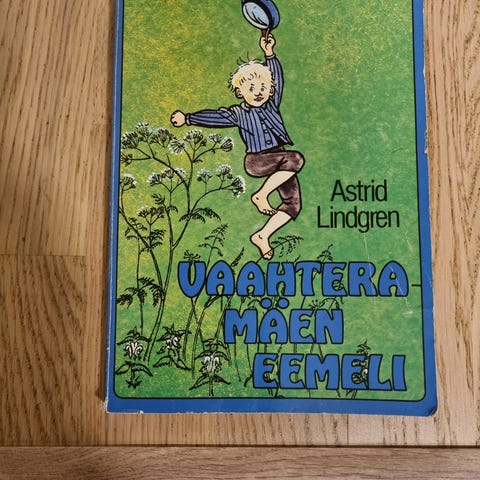 Astrid
Lindgren
VAAHTERA-
MÄEN
EEMELI